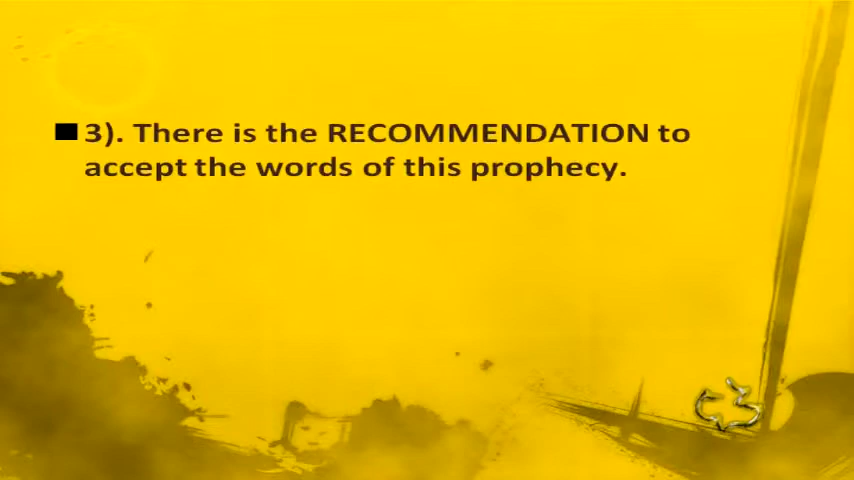 3). There is the RECOMMENDATION to
accept the words of this prophecy.